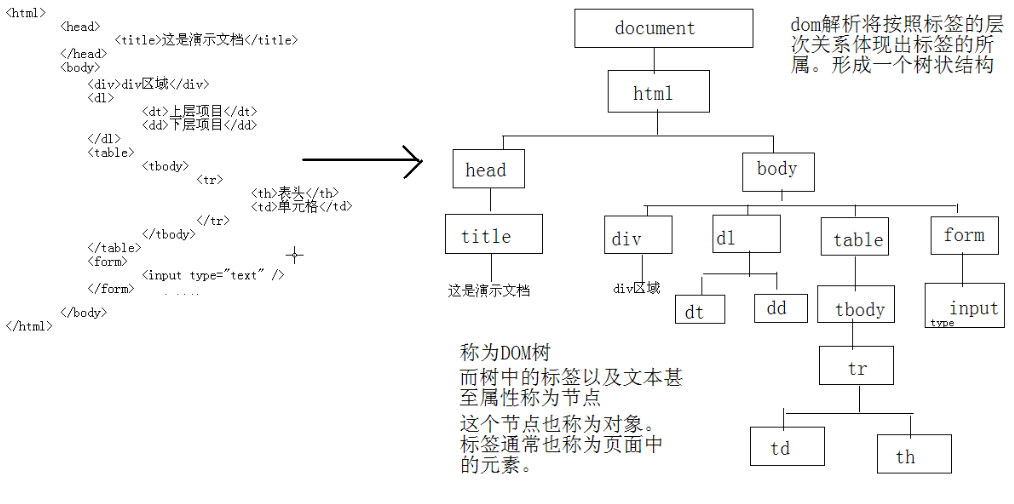 <html>
<head>
<title>这是演示文档</title>
</head>
<body>
<div>div区域</div>
<dl>
<dt>上层项目</dt>
<dd>下层项目</dd>
</dl>
<table>
<tbody>
<tr>
<th>表头</th>
<td>单元格</td>
</tr>
</tbody>
</table>
<form>
<input type="text" />
</form>
</body>
</html>
document
dom解析将按照标签的层
次关系体现出标签的所
属。形成一个树状结构
html
head
body
title
div
dl
table
form
这是演示文档
div区域
dt
dd
tbody
input
type
tr
td
th
称为DOM树
而树中的标签以及文本甚
至属性称为节点
这个节点也称为对象。
标签通常也称为页面中
的元素。